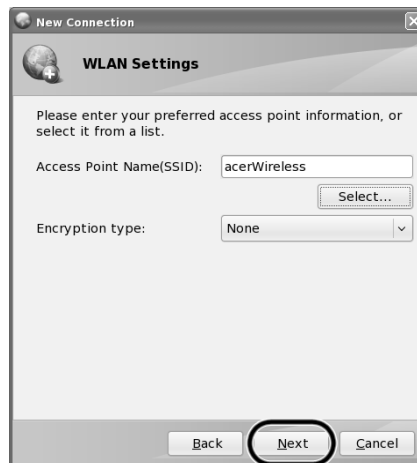 New Connection
WLAN Settings
Please enter your preferred access point information, or
select it from a list.
Access Point Name(SSID): acerWireless
Select...
Encryption type: None
Back Next Cancel